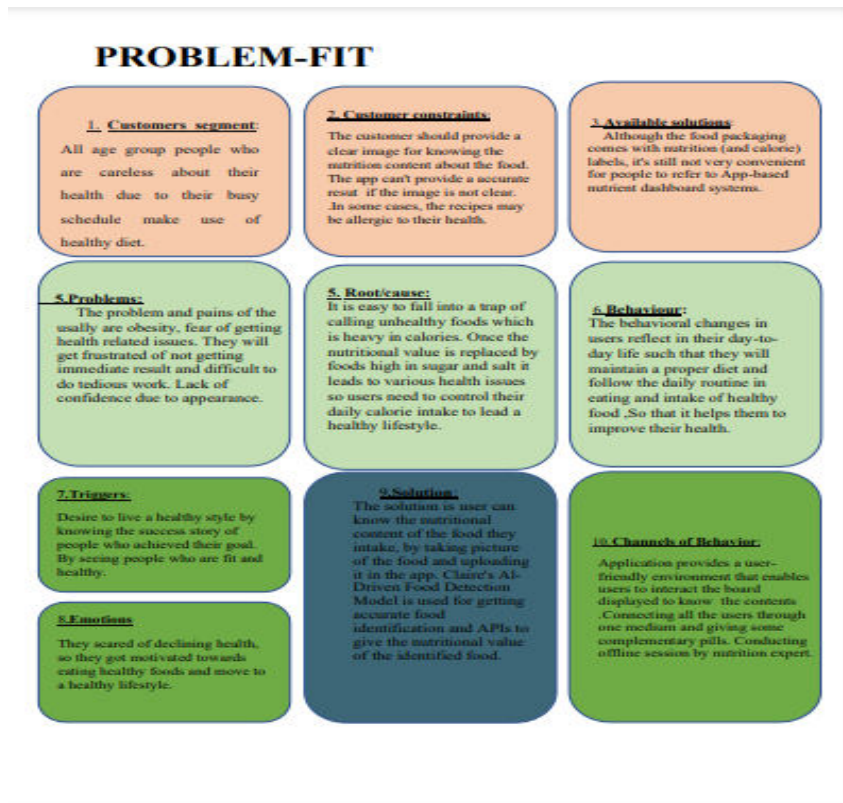 PROBLEM-FIT
1. Customers segment:
All age group people who
are careless about their
health due to their busy
schedule make use of
healthy diet.
2. Customer constraints:
The customer should provide a
clear image for knowing the
nutrition content about the food.
The app can't provide a accurate
resut if the image is not clear.
.In some cases, the recipes may
be allergic to their health.
3.Available solutions:
Although the food packaging
comes with nutrition (and calorie)
labels, it's still not very convenient
for people to refer to App-based
nutrient dashboard systems.
5.Problems:
The problem and pains of the
usally are obesity, fear of getting
health related issues. They will
get frustrated of not getting
immediate result and difficult to
do tedious work. Lack of
confidence due to appearance.
5. Root/cause:
It is easy to fall into a trap of
calling unhealthy foods which
is heavy in calories. Once the
nutritional value is replaced by
foods high in sugar and salt it
leads to various health issues
so users need to control their
daily calorie intake to lead a
healthy lifestyle.
6.Behaviour:
The behavioral changes in
users reflect in their day-to-
day life such that they will
maintain a proper diet and
follow the daily routine in
eating and intake of healthy
food ,So that it helps them to
improve their health.
7.Triggers:
Desire to live a healthy style by
knowing the success story of
people who achieved their goal.
By seeing people who are fit and
healthy.
8.Emotions
They scared of declining health,
so they got motivated towards
eating healthy foods and move to
a healthy lifestyle.
9.Solution:
The solution is user can
know the nutritional
content of the food they
intake, by taking picture
of the food and uploading
it in the app. Claire's AI-
Driven Food Detection
Model is used for getting
accurate food
identification and APIs to
give the nutritional value
of the identified food.
10. Channels of Behavior:
Application provides a user-
friendly environment that enables
users to interact the board
displayed to know the contents
.Connecting all the users through
one medium and giving some
complementary pills. Conducting
offline session by nutrition expert.